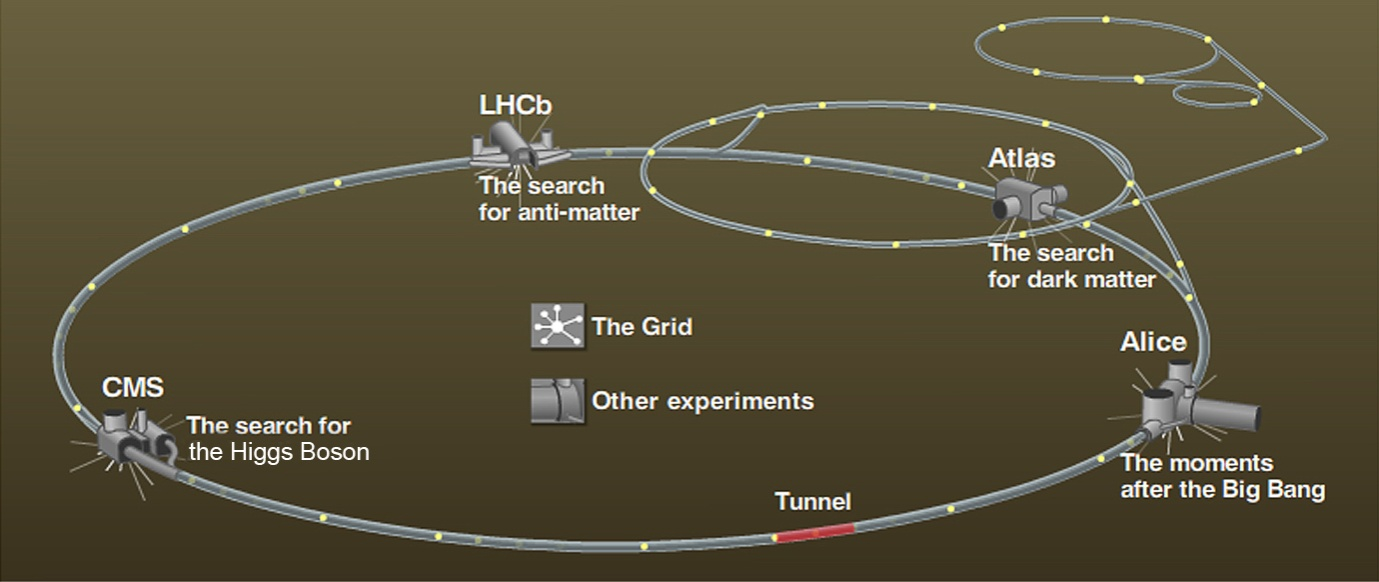 LHCb
The search
for anti-matter
Atlas
The search
for dark matter
The Grid
Alice
CMS
Other experiments
The search for
the Higgs Boson
The moments
after the Big Bang
Tunnel